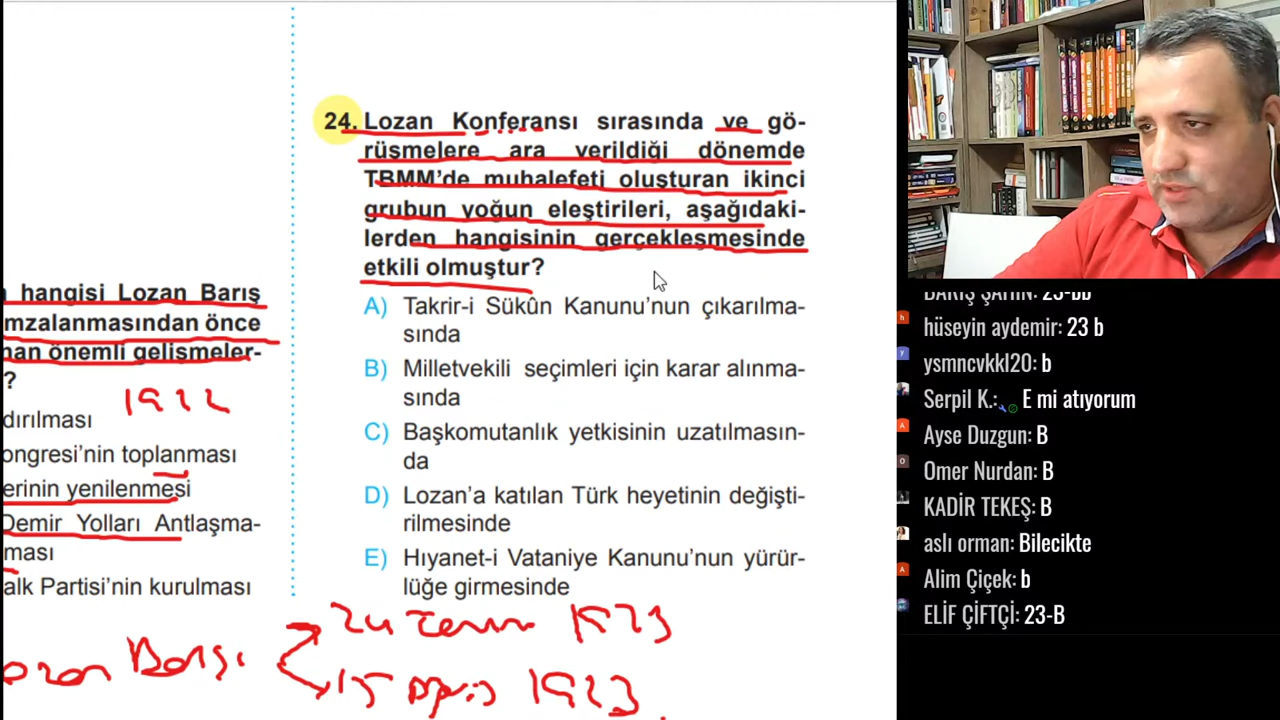 hangisi Lozan Barış
mzalanmasından önce
nan önemli gelişmeler-
?
1922
dırılması
ongresi'nin toplanması
erinin yenilenmesi
Demir Yolları Antlaşma-
ması
alk Partisi'nin kurulması
24. Lozan Konferansı sırasında ve gö-
rüşmelere ara verildiği dönemde
TBMM'de muhalefeti oluşturan ikinci
grubun yoğun eleştirileri, aşağıdaki-
lerden hangisinin gerçekleşmesinde
etkili olmuştur?
A) Takrir-i Sükûn Kanunu'nun çıkarılma-
sında
B) Milletvekili seçimleri için karar alınma-
sında
C) Başkomutanlık yetkisinin uzatılmasın-
da
D) Lozan'a katılan Türk heyetinin değişti-
rilmesinde
E) Hıyanet-i Vataniye Kanunu'nun yürür-
lüğe girmesinde
24 1923
ozan Barışı
15 1923
BARIŞ ŞAHİN: 23-bb
hüseyin aydemir: 23 b
ysmncvkkl20: b
Serpil K.: E mi atıyorum
Ayse Duzgun: B
Omer Nurdan: B
KADİR TEKEŞ: B
aslı orman: Bilecikte
Alim Çiçek: b
ELİF ÇİFTÇİ: 23-B